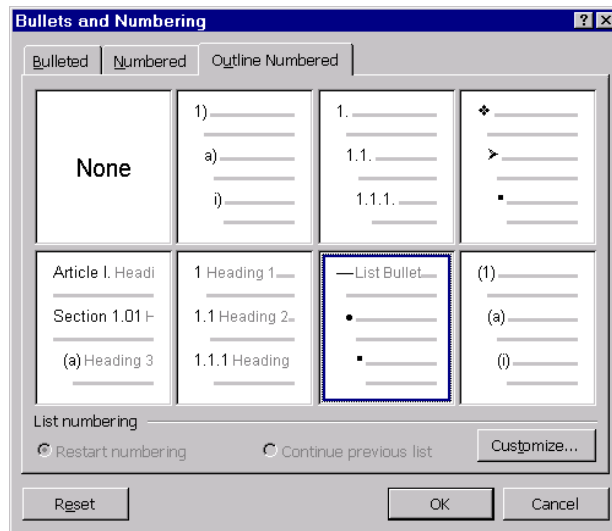 Bullets and Numbering
Bulleted Numbered Outline Numbered
None
1)
a)
i)
1.
1.1.
1.1.1.
Article I. Headi
Section 1.01 H
(a) Heading 3
1 Heading 1
1.1 Heading 2
1.1.1 Heading
List Bullet
(1)
(a)
(i)
List numbering
Restart numbering Continue previous list Customize...
Reset OK Cancel